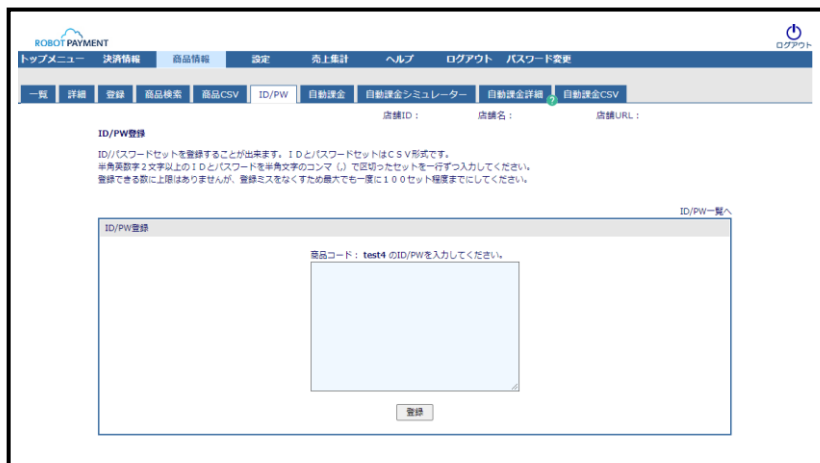 ROBOT PAYMENT
ログアウト
トップメニュー 決済情報 商品情報 設定 売上集計 ヘルプ ログアウト パスワード変更
一覧 詳細 登録 商品検索 商品CSV ID/PW 自動課金 自動課金シミュレーター 自動課金詳細 ? 自動課金CSV
店舗ID： 店舗名： 店舗URL：
ID/PW登録
ID/パスワードセットを登録することが出来ます。ＩＤとパスワードセットはＣＳＶ形式です。
半角英数字２文字以上のＩＤとパスワードを半角文字のコンマ（,）で区切ったセットを一行ずつ入力してください。
登録できる数に上限はありませんが、登録ミスをなくすため最大でも一度に１００セット程度までにしてください。
ID/PW一覧へ
ID/PW登録
商品コード： test4 のID/PWを入力してください。
登録